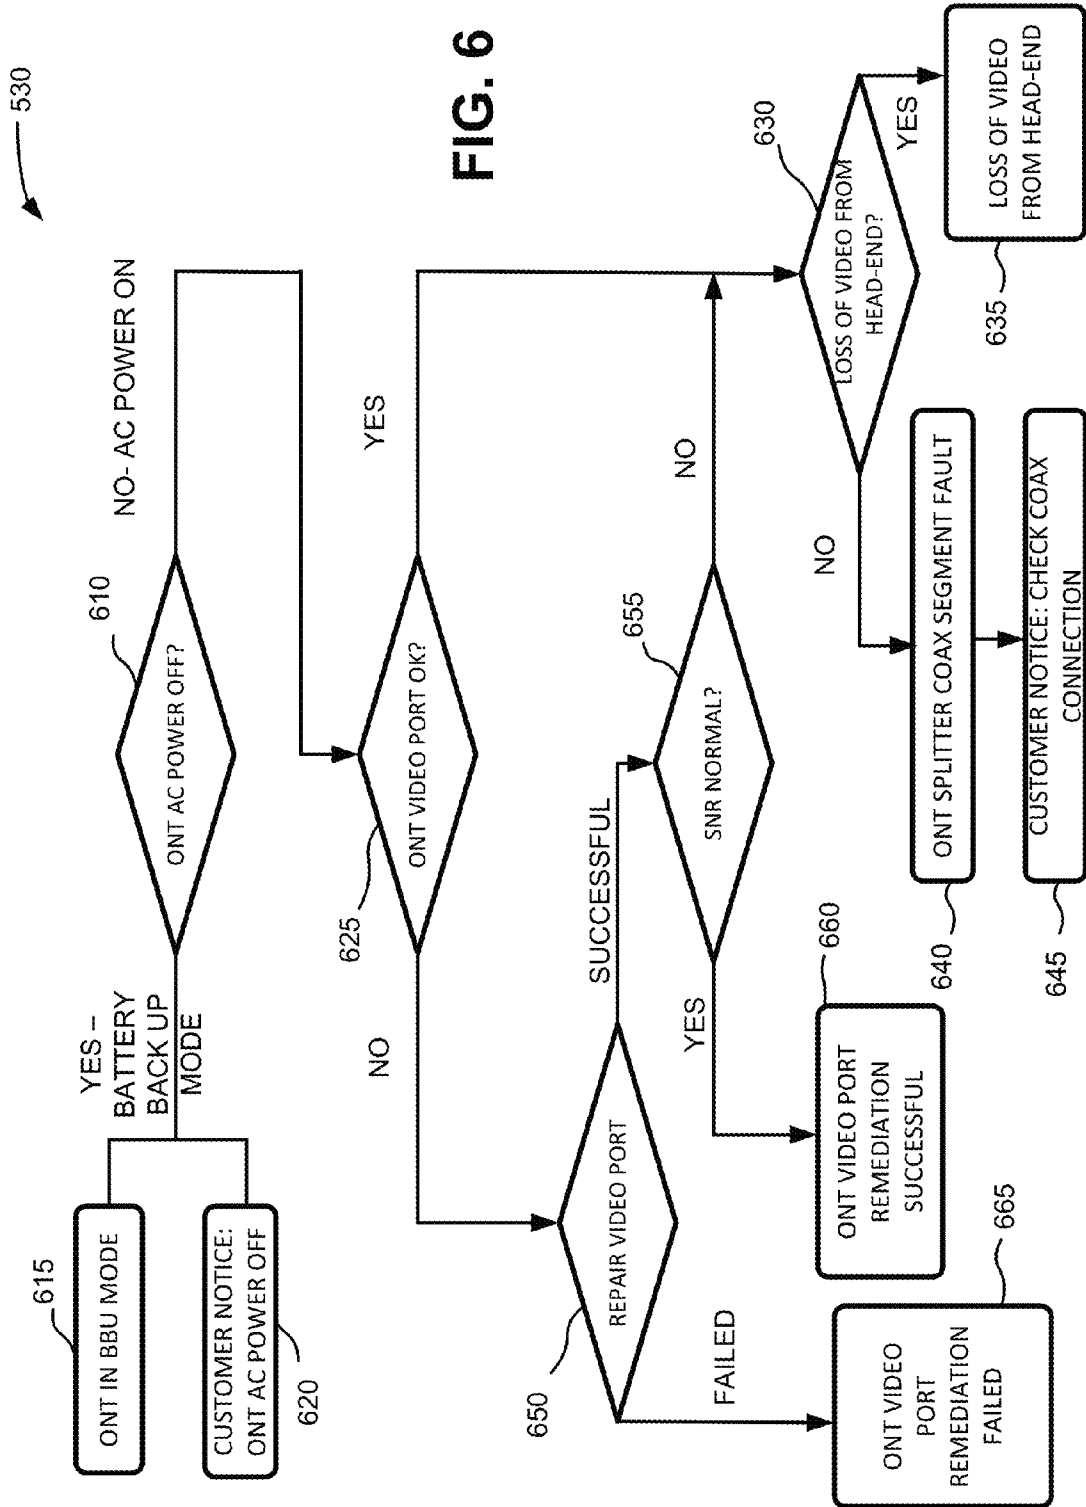 530
FIG. 6
610
ONT AC POWER OFF?
YES –
BATTERY
BACK UP
MODE
NO- AC POWER ON
615
ONT IN BBU MODE
CUSTOMER NOTICE:
ONT AC POWER OFF
620
625
ONT VIDEO PORT OK?
NO
YES
650
REPAIR VIDEO PORT
FAILED
SUCCESSFUL
655
SNR NORMAL?
YES
NO
630
LOSS OF VIDEO FROM
HEAD-END?
NO
YES
665
ONT VIDEO
PORT
REMEDIATION
FAILED
660
ONT VIDEO PORT
REMEDIATION
SUCCESSFUL
640
ONT SPLITTER COAX SEGMENT FAULT
645
CUSTOMER NOTICE: CHECK COAX
CONNECTION
635
LOSS OF VIDEO
FROM HEAD-END